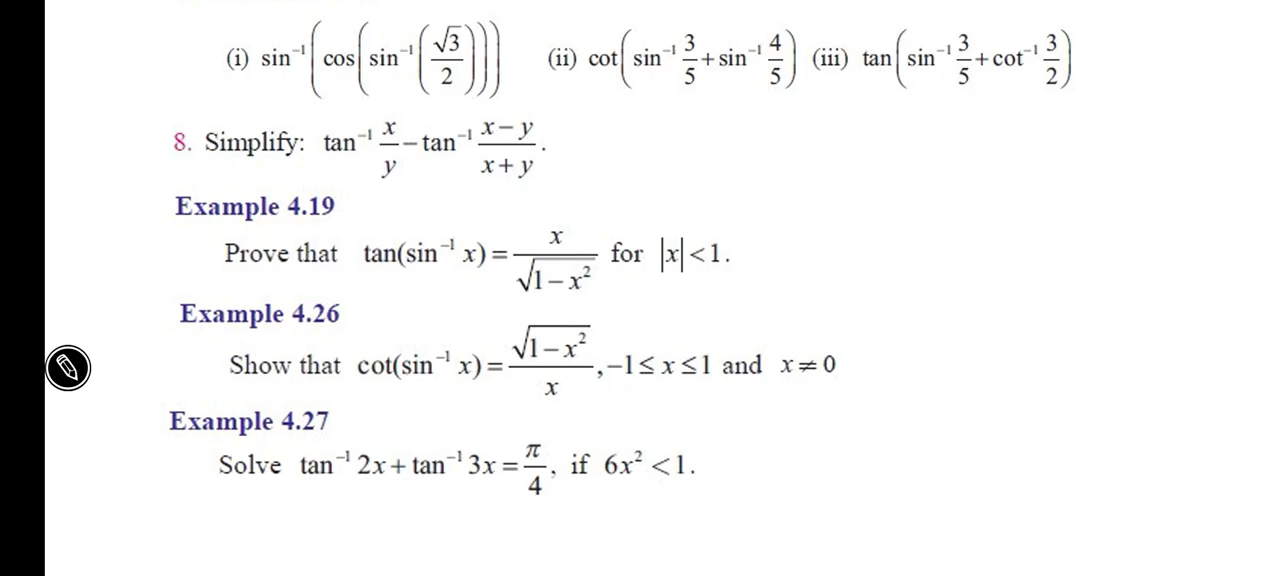 (i) sin⁻¹(cos(sin⁻¹(√3/2))) (ii) cot(sin⁻¹ 3/5 + sin⁻¹ 4/5) (iii) tan(sin⁻¹ 3/5 + cot⁻¹ 3/2)
8. Simplify: tan⁻¹ x/y − tan⁻¹ (x − y)/(x + y).
Example 4.19
Prove that tan(sin⁻¹ x) = x/√(1 − x²) for |x| < 1.
Example 4.26
Show that cot(sin⁻¹ x) = √(1 − x²)/x, −1 ≤ x ≤ 1 and x ≠ 0
Example 4.27
Solve tan⁻¹ 2x + tan⁻¹ 3x = π/4, if 6x² < 1.